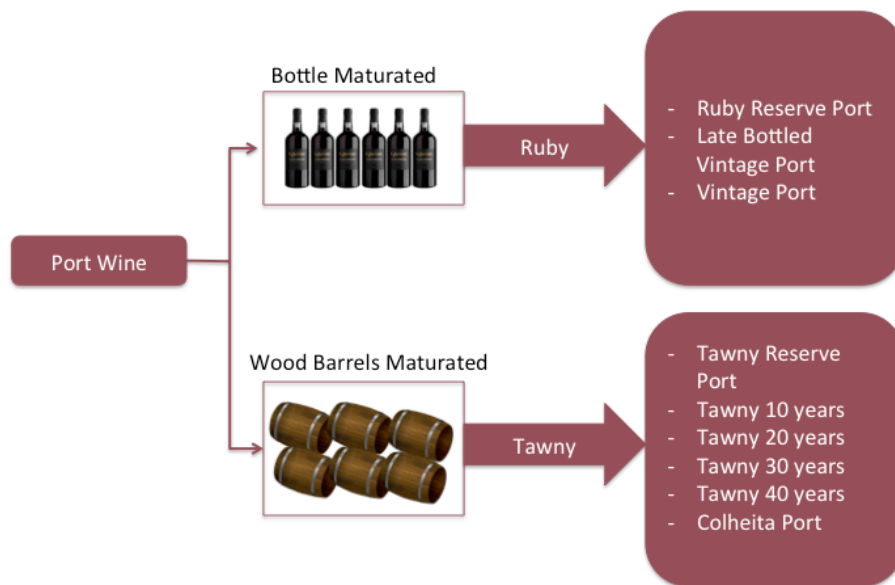 Bottle Maturated
Ruby
- Ruby Reserve Port
- Late Bottled
Vintage Port
- Vintage Port
Port Wine
Wood Barrels Maturated
Tawny
- Tawny Reserve
Port
- Tawny 10 years
- Tawny 20 years
- Tawny 30 years
- Tawny 40 years
- Colheita Port